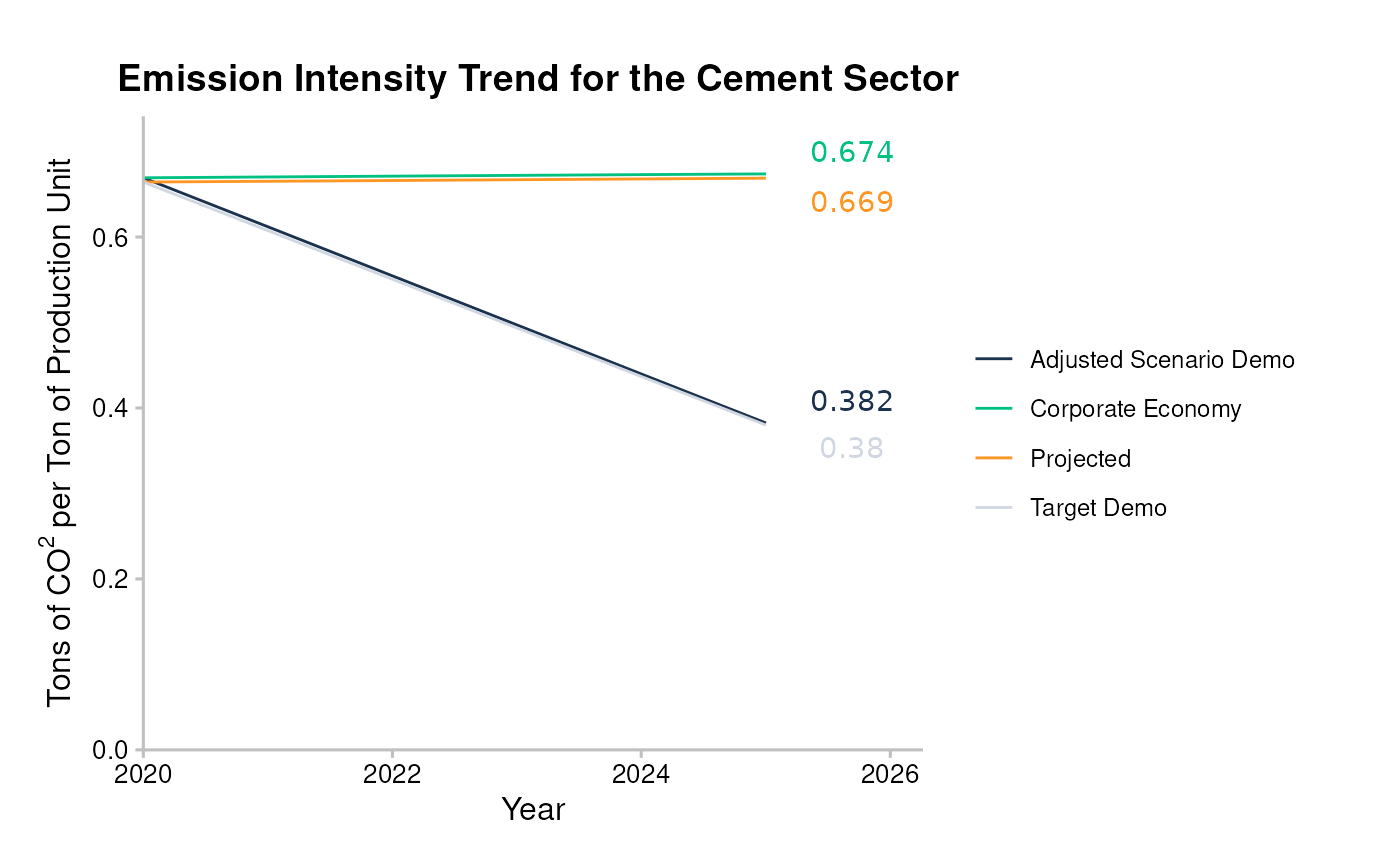 Emission Intensity Trend for the Cement Sector
Tons of CO² per Ton of Production Unit
0.6
0.4
0.2
0.0
2020
2022
2024
2026
Year
0.674
0.669
0.382
0.38
Adjusted Scenario Demo
Corporate Economy
Projected
Target Demo